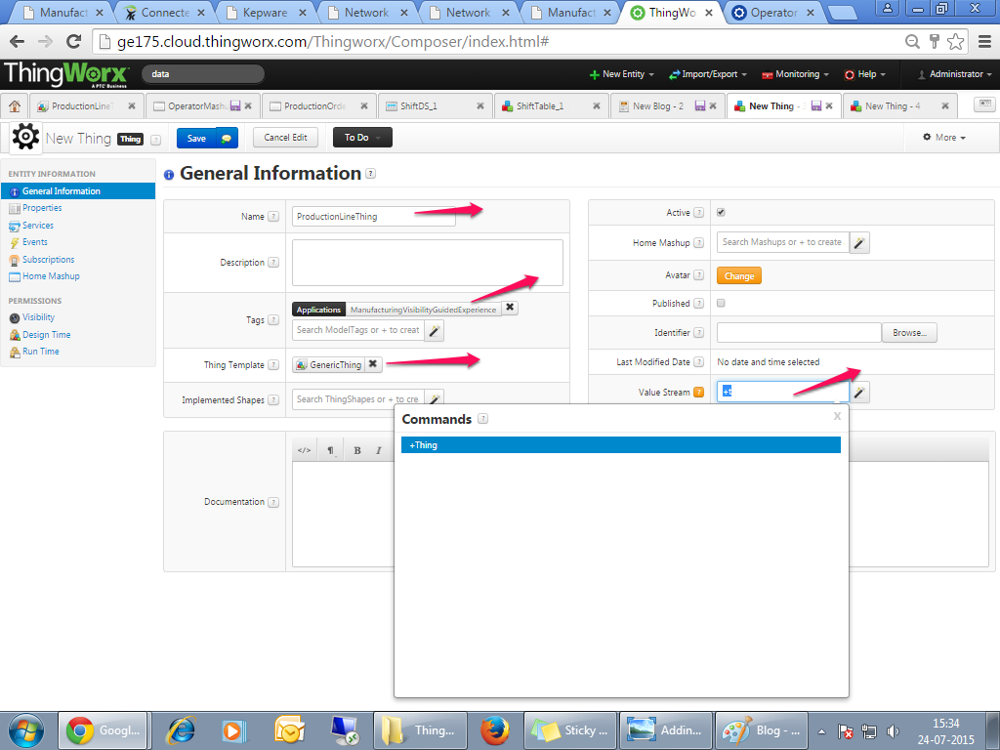 Manufact
Connecte
Kepware
Network
Network
Manufact
ThingWo
Operator
ge175.cloud.thingworx.com/Thingworx/Composer/index.html#
ThingWorx
A PTC Business
data
New Entity
Import/Export
Monitoring
Help
Administrator
ProductionLineT
OperatorMashu
ProductionOrde
ShiftDS_1
ShiftTable_1
New Blog - 2
New Thing -
New Thing - 4
New Thing
Thing
?
Save
Cancel Edit
To Do
More
ENTITY INFORMATION
General Information
Properties
Services
Events
Subscriptions
Home Mashup
PERMISSIONS
Visibility
Design Time
Run Time
General Information ?
Name ?
ProductionLineThing
Description ?
Tags ?
Applications ManufacturingVisibilityGuidedExperience
Search ModelTags or + to creat
Thing Template ?
GenericThing
Implemented Shapes ?
Search ThingShapes or + to cre
Active ?
Home Mashup ?
Search Mashups or + to create
Avatar ?
Change
Published ?
Identifier ?
Browse...
Last Modified Date ?
No date and time selected
Value Stream ?
+t
Documentation ?
</> ¶ B I
Commands ?
X
+Thing
Googl...
Thing...
Sticky ...
Addin...
Blog - ...
15:34
24-07-2015